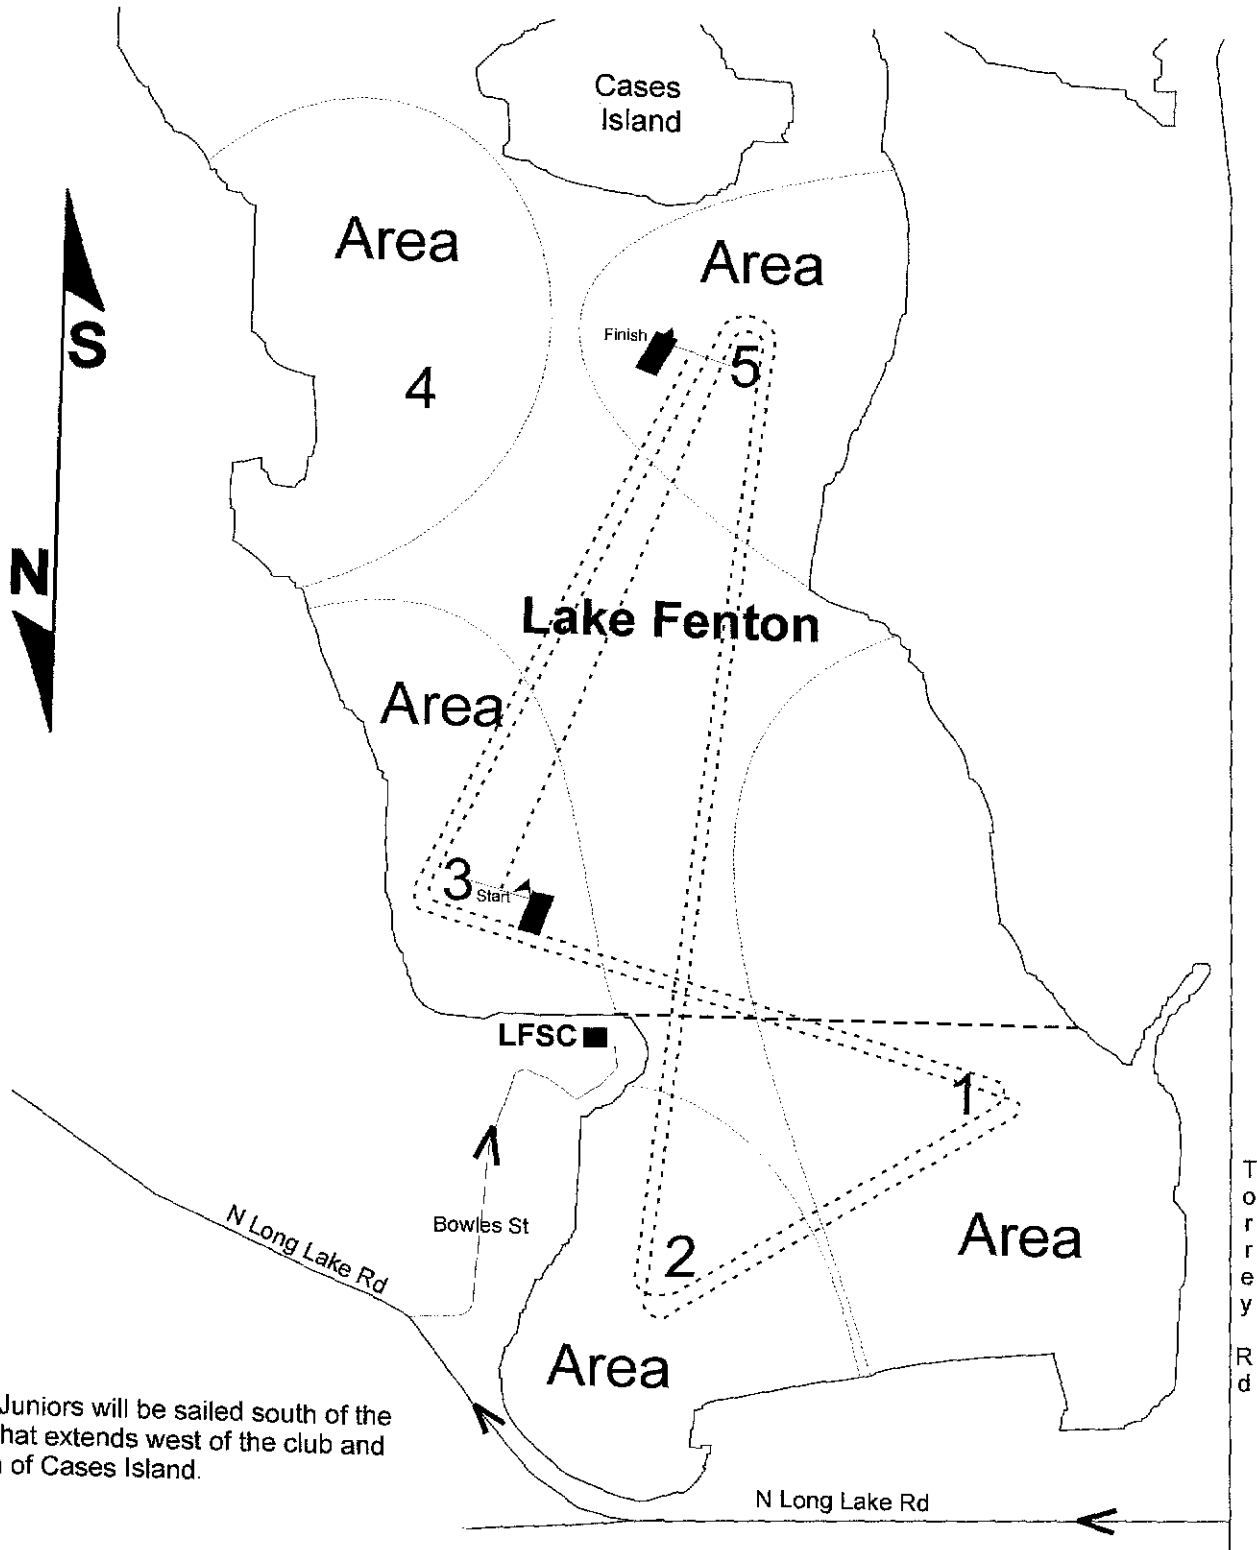 Cases
Island
Area
4
Area
S
Finish
5
N
Lake Fenton
Area
3
Start
LFSC
1
Bowles St
N Long Lake Rd
2
Area
Area
Torrey Rd
Juniors will be sailed south of the
hat extends west of the club and
of Cases Island.
N Long Lake Rd